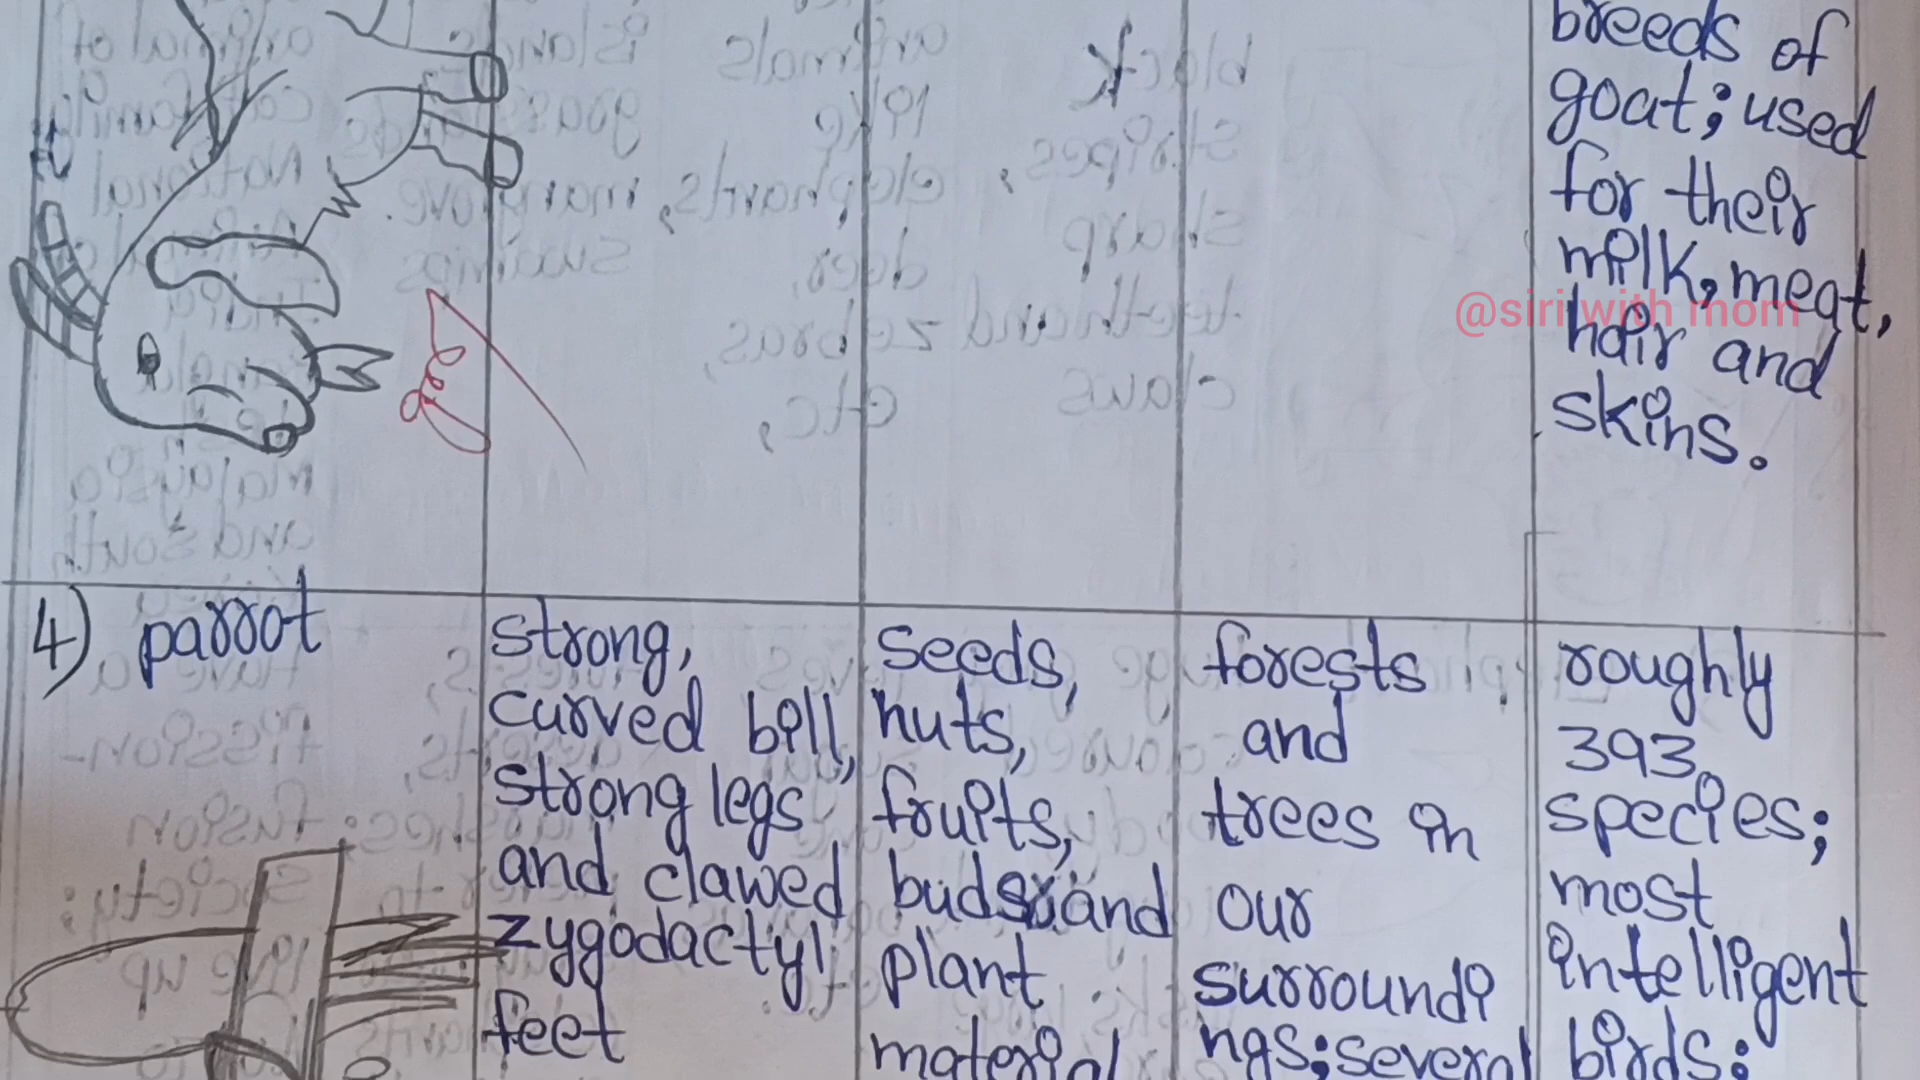 breeds of
goat; used
for their
milk, meat,
hair and
skins.
@siri with mom
4) parrot
strong,
curved bill,
strong legs
and clawed
zygodactyl
feet
seeds,
nuts,
fruits,
buds and
plant
material
forests
and
trees in
our
surroundi
ngs; several
roughly
393
species;
most
intelligent
birds;